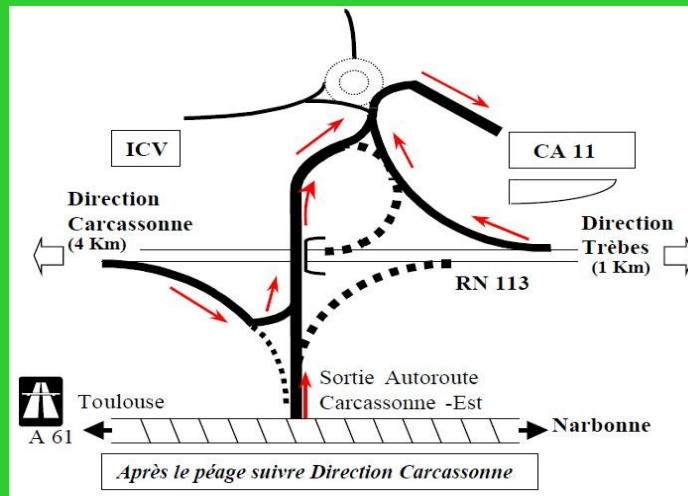 ICV
CA 11
Direction
Carcassonne
(4 Km)
Direction
Trèbes
(1 Km)
RN 113
Sortie Autoroute
Carcassonne -Est
Toulouse
A 61
Narbonne
Après le péage suivre Direction Carcassonne